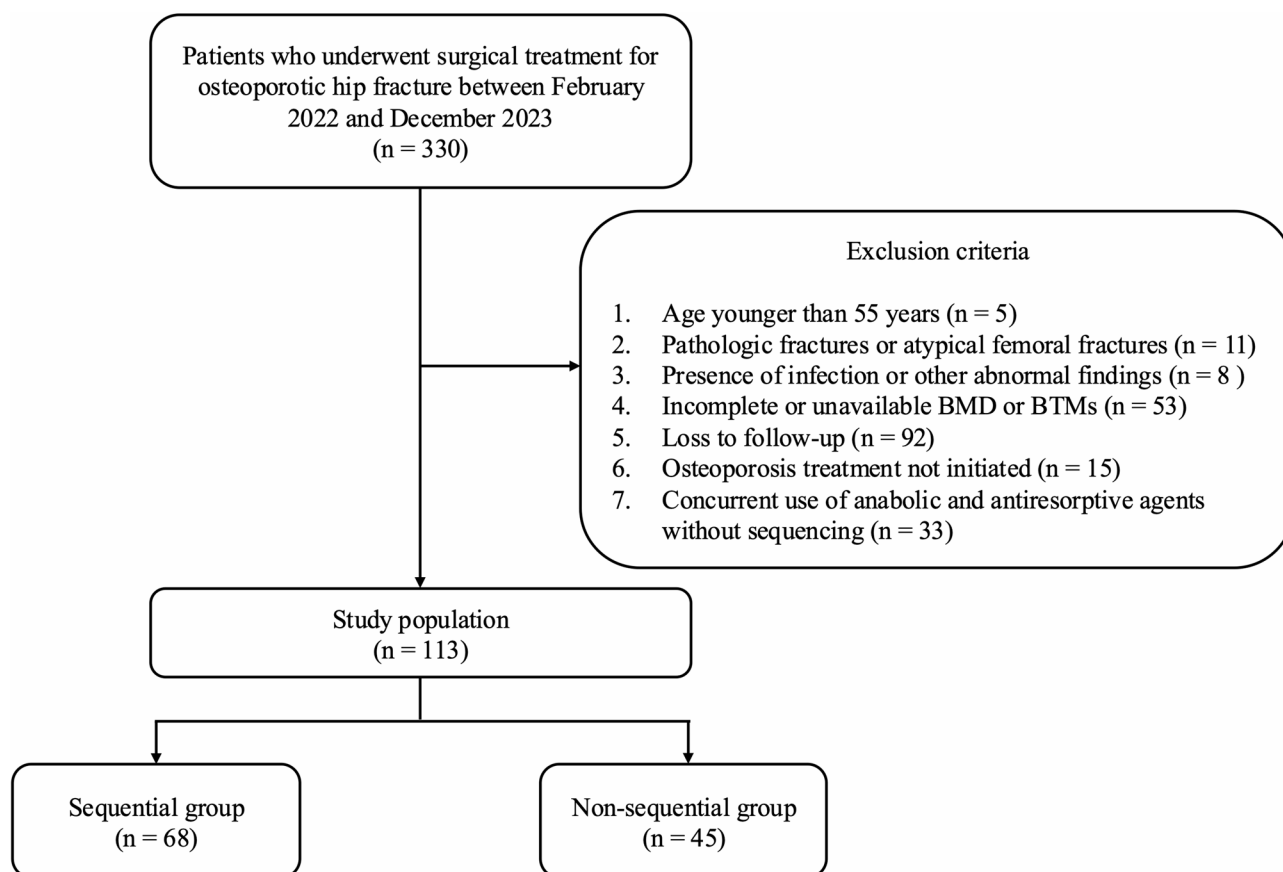 Patients who underwent surgical treatment for
osteoporotic hip fracture between February
2022 and December 2023
(n = 330)
Exclusion criteria
1. Age younger than 55 years (n = 5)
2. Pathologic fractures or atypical femoral fractures (n = 11)
3. Presence of infection or other abnormal findings (n = 8 )
4. Incomplete or unavailable BMD or BTMs (n = 53)
5. Loss to follow-up (n = 92)
6. Osteoporosis treatment not initiated (n = 15)
7. Concurrent use of anabolic and antiresorptive agents
without sequencing (n = 33)
Study population
(n = 113)
Sequential group
(n = 68)
Non-sequential group
(n = 45)